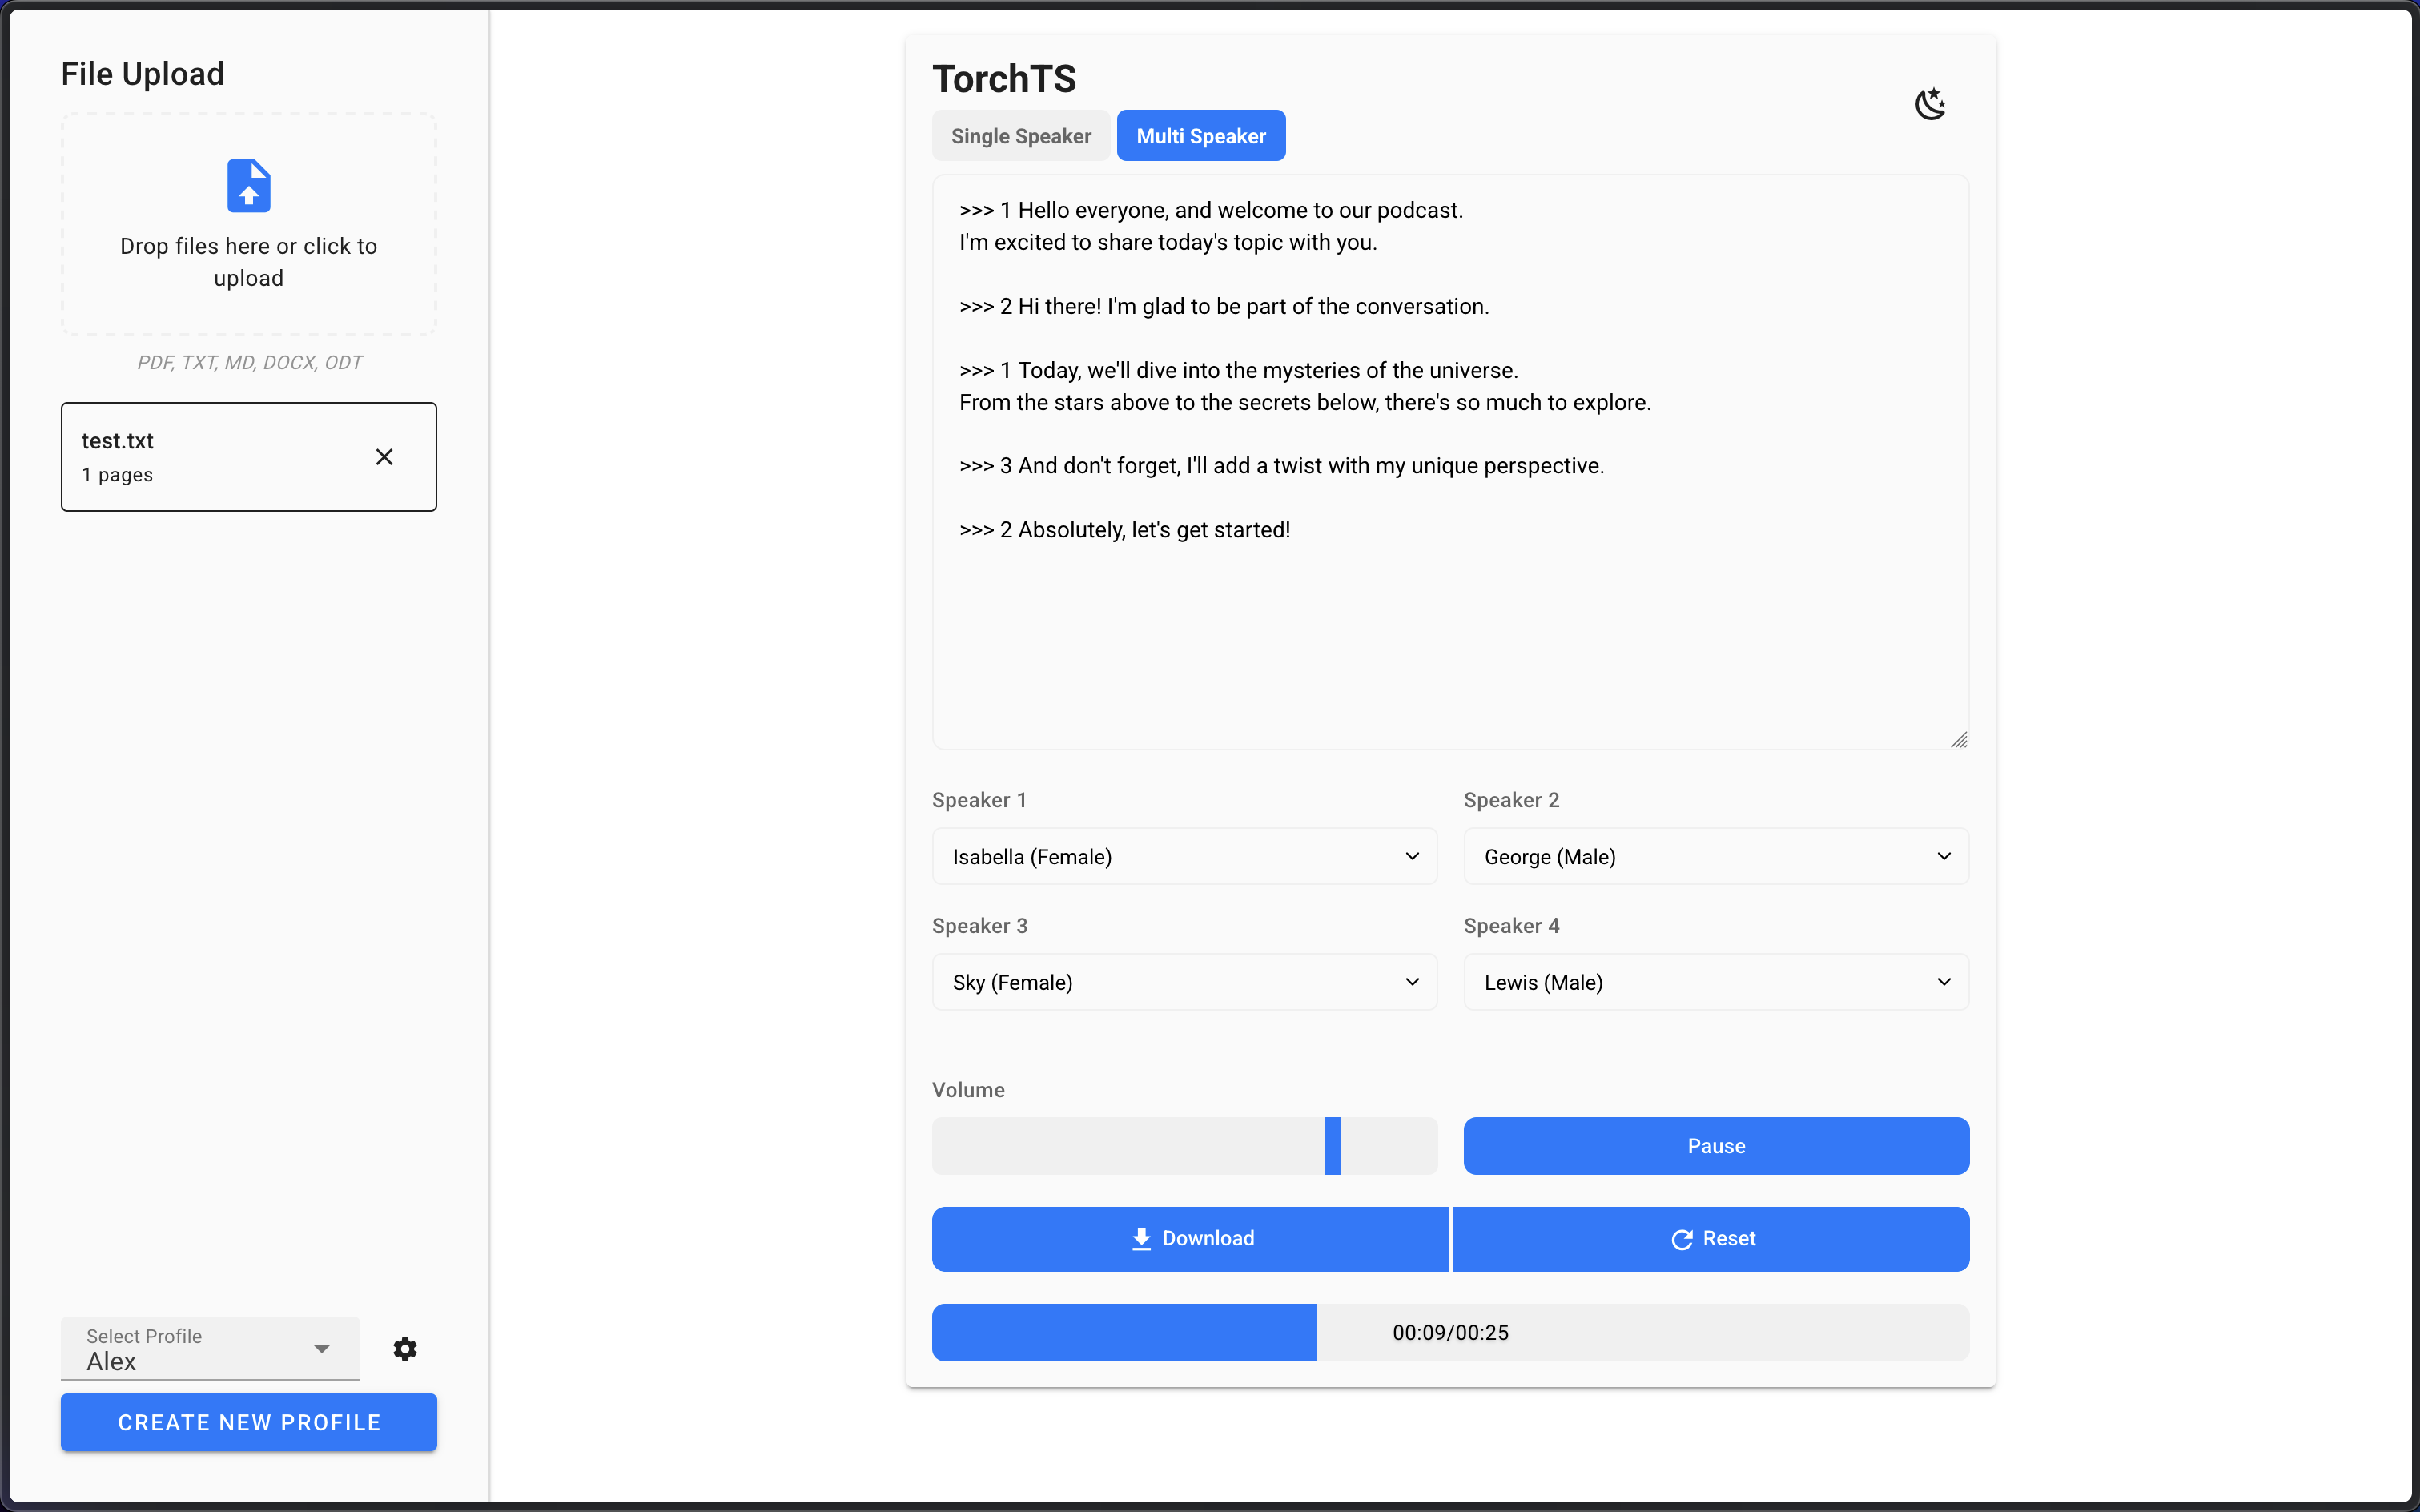 File Upload
Drop files here or click to
upload
PDF, TXT, MD, DOCX, ODT
test.txt
1 pages
Select Profile
Alex
CREATE NEW PROFILE
TorchTS
Single Speaker
Multi Speaker
>>> 1 Hello everyone, and welcome to our podcast.
I'm excited to share today's topic with you.
>>> 2 Hi there! I'm glad to be part of the conversation.
>>> 1 Today, we'll dive into the mysteries of the universe.
From the stars above to the secrets below, there's so much to explore.
>>> 3 And don't forget, I'll add a twist with my unique perspective.
>>> 2 Absolutely, let's get started!
Speaker 1
Isabella (Female)
Speaker 2
George (Male)
Speaker 3
Sky (Female)
Speaker 4
Lewis (Male)
Volume
Pause
Download
Reset
00:09/00:25